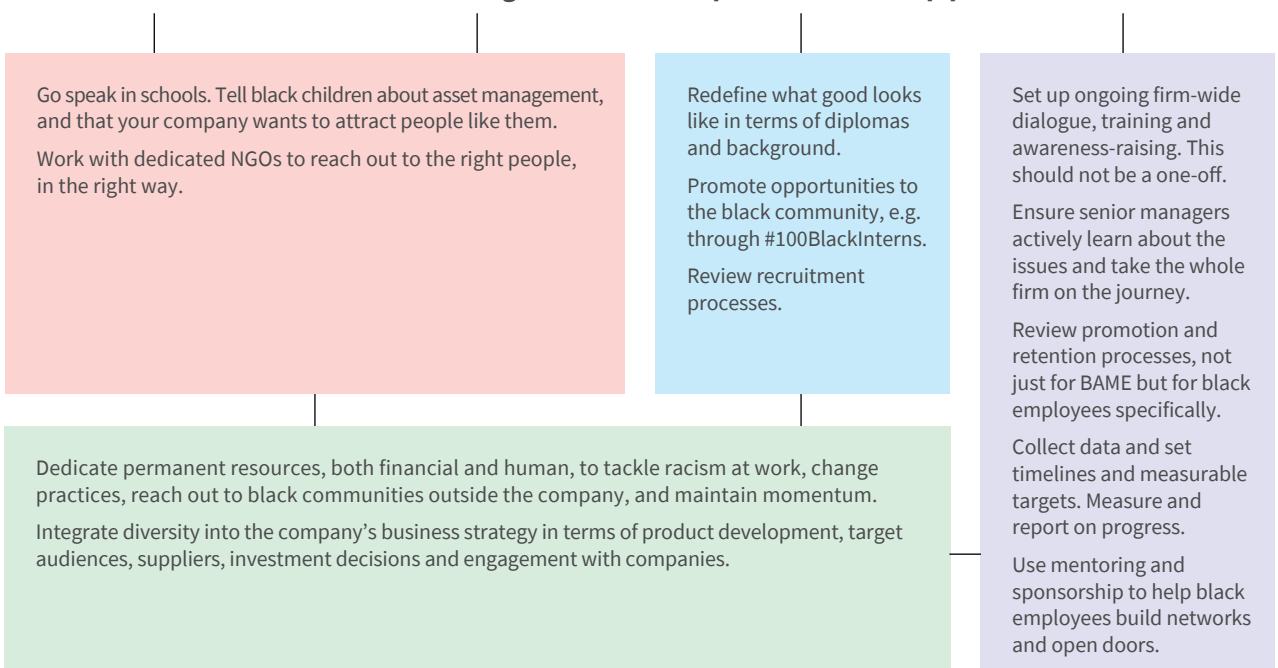 Go speak in schools. Tell black children about asset management,
and that your company wants to attract people like them.
Work with dedicated NGOs to reach out to the right people,
in the right way.
Redefine what good looks
like in terms of diplomas
and background.
Promote opportunities to
the black community, e.g.
through #100BlackInterns.
Review recruitment
processes.
Set up ongoing firm-wide
dialogue, training and
awareness-raising. This
should not be a one-off.
Ensure senior managers
actively learn about the
issues and take the whole
firm on the journey.
Review promotion and
retention processes, not
just for BAME but for black
employees specifically.
Collect data and set
timelines and measurable
targets. Measure and
report on progress.
Use mentoring and
sponsorship to help black
employees build networks
and open doors.
Dedicate permanent resources, both financial and human, to tackle racism at work, change
practices, reach out to black communities outside the company, and maintain momentum.
Integrate diversity into the company’s business strategy in terms of product development, target
audiences, suppliers, investment decisions and engagement with companies.